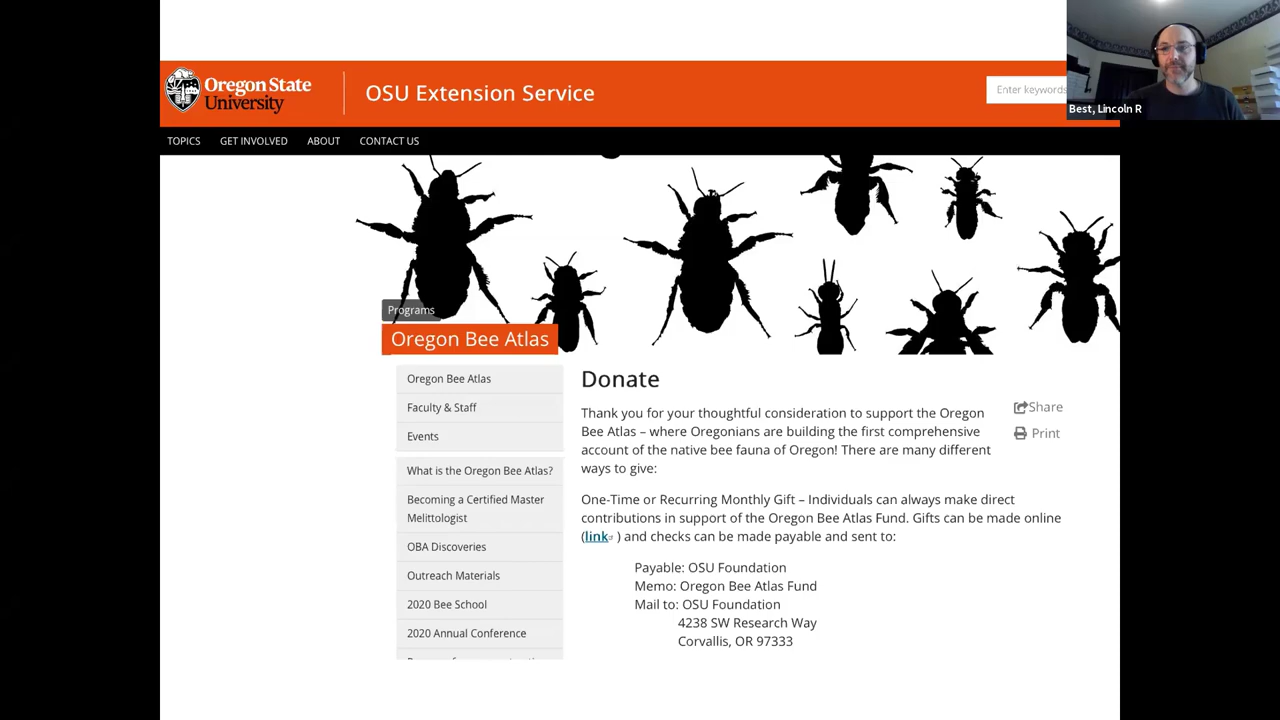 Oregon State
University
OSU Extension Service
Enter keywords
Best, Lincoln R
TOPICS GET INVOLVED ABOUT CONTACT US
Programs
Oregon Bee Atlas
Oregon Bee Atlas
Faculty & Staff
Events
What is the Oregon Bee Atlas?
Becoming a Certified Master
Melittologist
OBA Discoveries
Outreach Materials
2020 Bee School
2020 Annual Conference
Donate
Share
Print
Thank you for your thoughtful consideration to support the Oregon
Bee Atlas – where Oregonians are building the first comprehensive
account of the native bee fauna of Oregon! There are many different
ways to give:
One-Time or Recurring Monthly Gift – Individuals can always make direct
contributions in support of the Oregon Bee Atlas Fund. Gifts can be made online
(link ) and checks can be made payable and sent to:
Payable: OSU Foundation
Memo: Oregon Bee Atlas Fund
Mail to: OSU Foundation
4238 SW Research Way
Corvallis, OR 97333